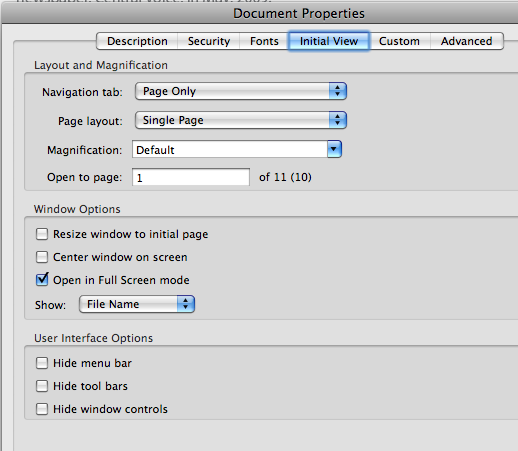 Document Properties
Description Security Fonts Initial View Custom Advanced
Layout and Magnification
Navigation tab: Page Only
Page layout: Single Page
Magnification: Default
Open to page: 1 of 11 (10)
Window Options
Resize window to initial page
Center window on screen
Open in Full Screen mode
Show: File Name
User Interface Options
Hide menu bar
Hide tool bars
Hide window controls